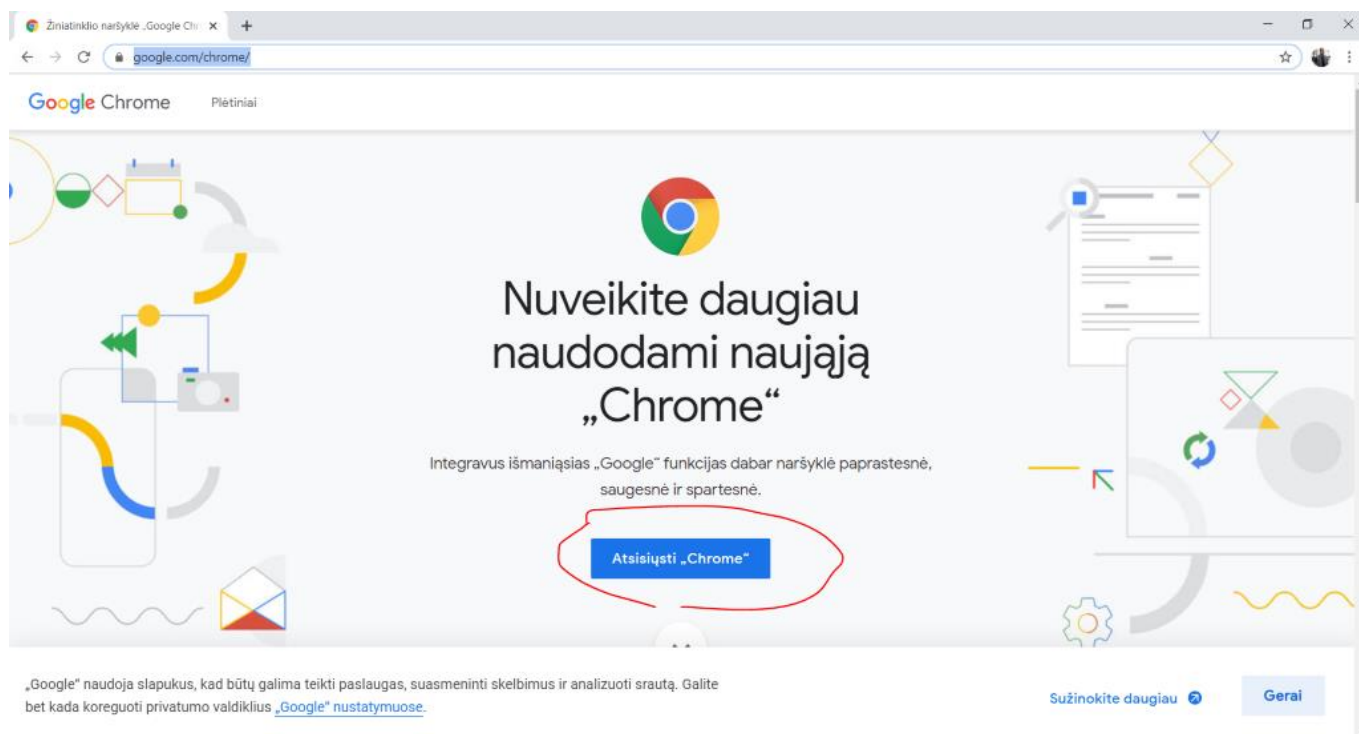 Žiniatinklio naršyklė „Google Chr
google.com/chrome/
Google Chrome Plėtiniai
Nuveikite daugiau
naudodami naująją
„Chrome“
Integravus išmaniąsias „Google“ funkcijas dabar naršyklė paprastesnė,
saugesnė ir spartesnė.
Atsisiųsti „Chrome“
„Google“ naudoja slapukus, kad būtų galima teikti paslaugas, suasmeninti skelbimus ir analizuoti srautą. Galite
bet kada koreguoti privatumo valdiklius „Google“ nustatymuose.
Sužinokite daugiau
Gerai